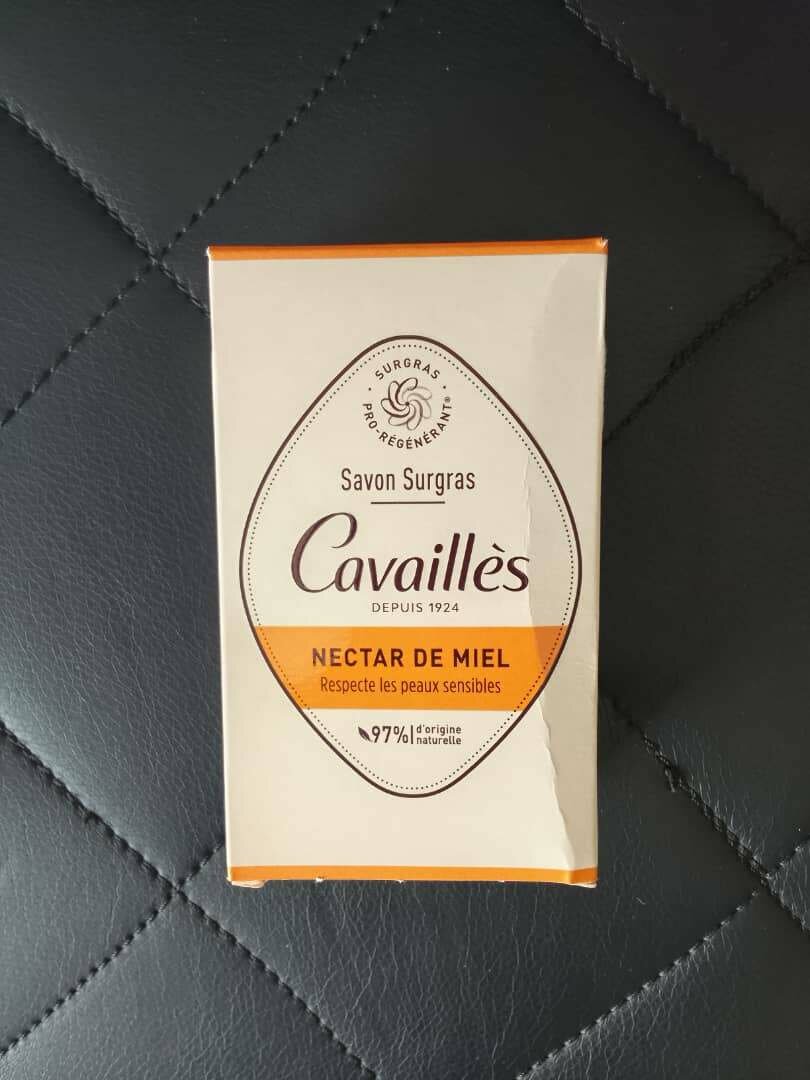 SURGRAS
PRO-RÉGÉNÉRANT®
Savon Surgras
Cavaillès
DEPUIS 1924
NECTAR DE MIEL
Respecte les peaux sensibles
97% d'origine
naturelle